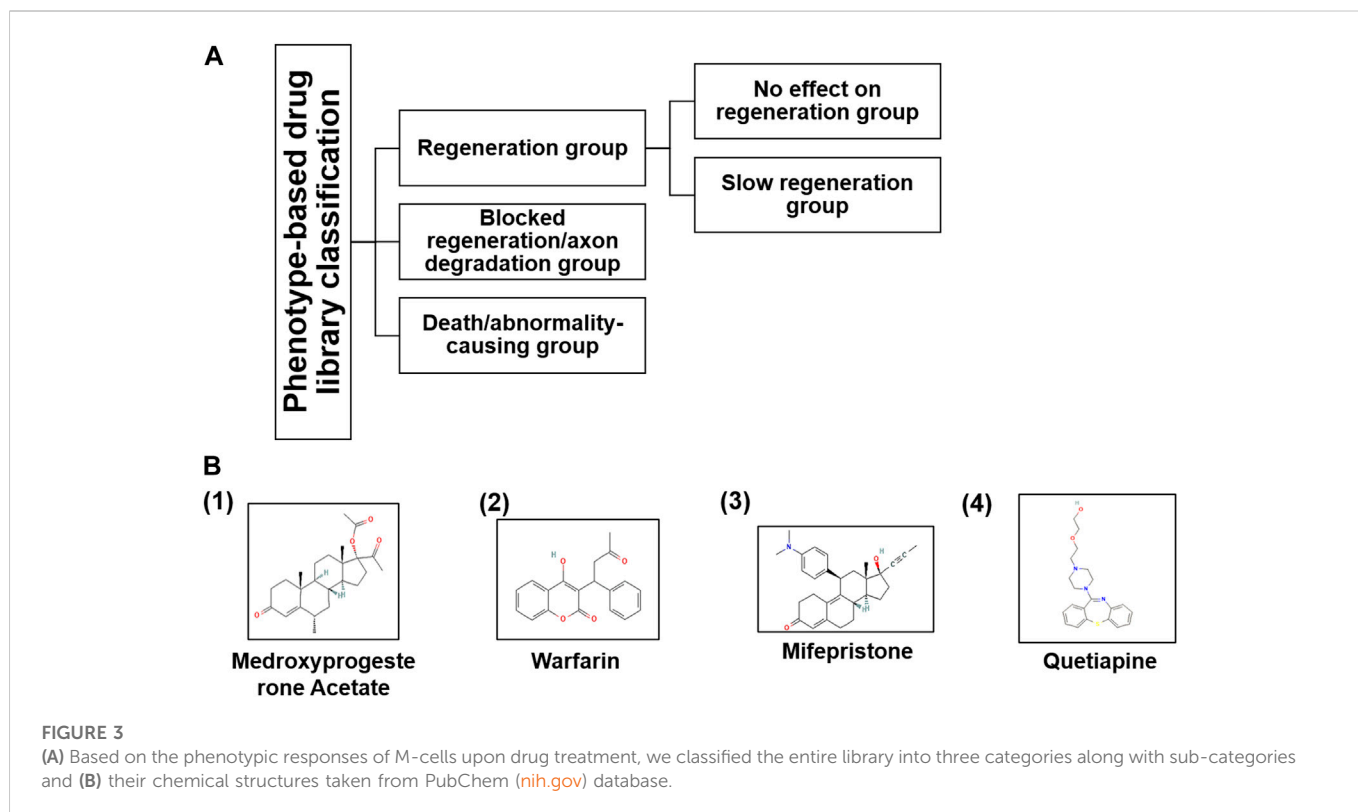 A
Phenotype-based drug
library classification
Regeneration group
No effect on
regeneration group
Slow regeneration
group
Blocked
regeneration/axon
degradation group
Death/abnormality-
causing group
B
(1)
O
O
O
H
H
H
O
Medroxyprogeste
rone Acetate
(2)
H
O
O
O
O
Warfarin
(3)
N
H
O
H
H
O
Mifepristone
(4)
H
O
O
N
N
N
S
Quetiapine
FIGURE 3
(A) Based on the phenotypic responses of M-cells upon drug treatment, we classified the entire library into three categories along with sub-categories
and (B) their chemical structures taken from PubChem (nih.gov) database.